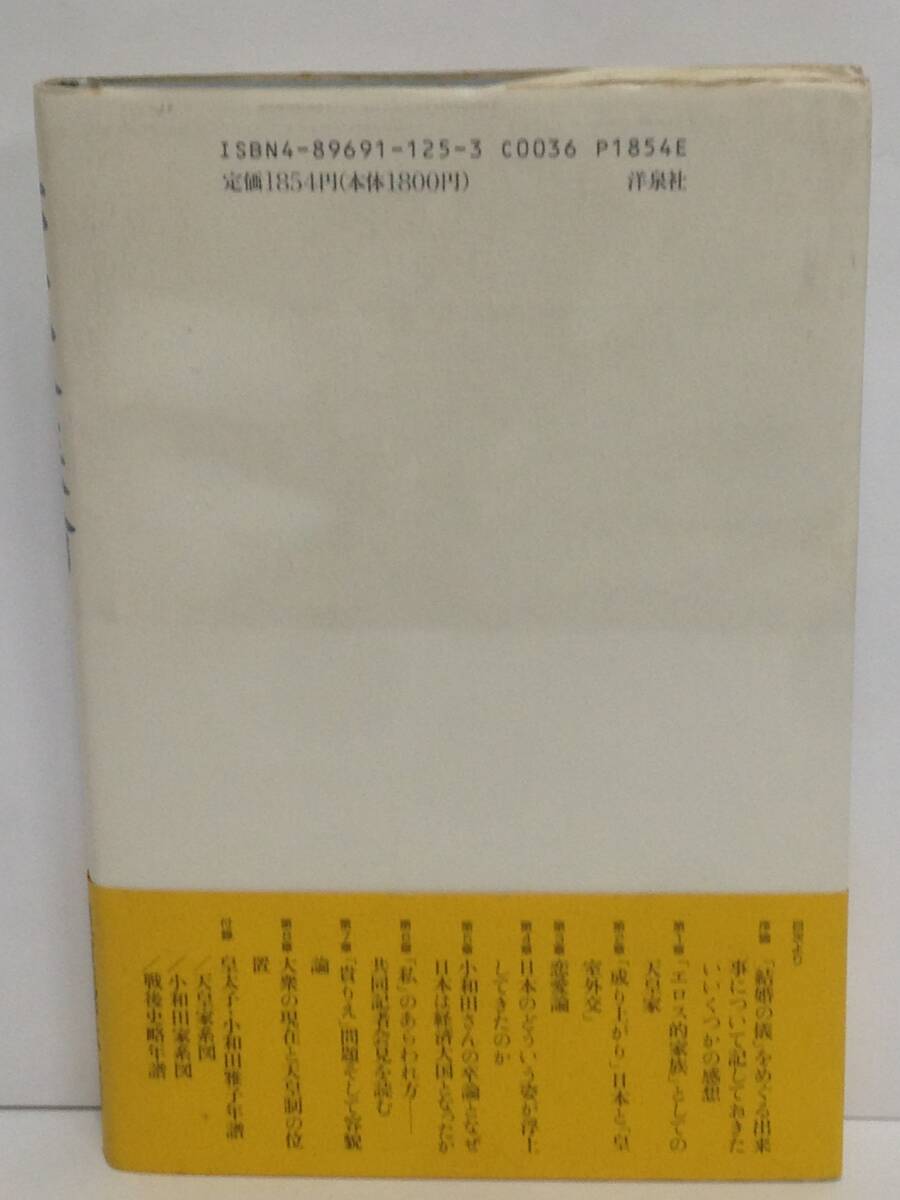 ISBN4-89691-125-3 C0036 P1854E
定価1854円(本体1800円)
洋泉社
序論
「結婚の儀」をめぐる出来
事について記しておきた
いいくつかの感想
第1章
「エロス的家族」としての
天皇家
第2章
「成り上がり」日本と「皇
室外交」
第3章
恋愛論
第4章
日本のどういう姿が浮上
してきたのか
第5章
小和田さんの卒論となぜ
日本は経済大国となったか
第6章
「私」のあらわれ方——
共同記者会見を読む
第7章
「貴りえ」問題そして容貌
論
第8章
大衆の現在と天皇制の位
置
付録
皇太子・小和田雅子年譜
／天皇家系図
／小和田家系図
／戦後史略年譜